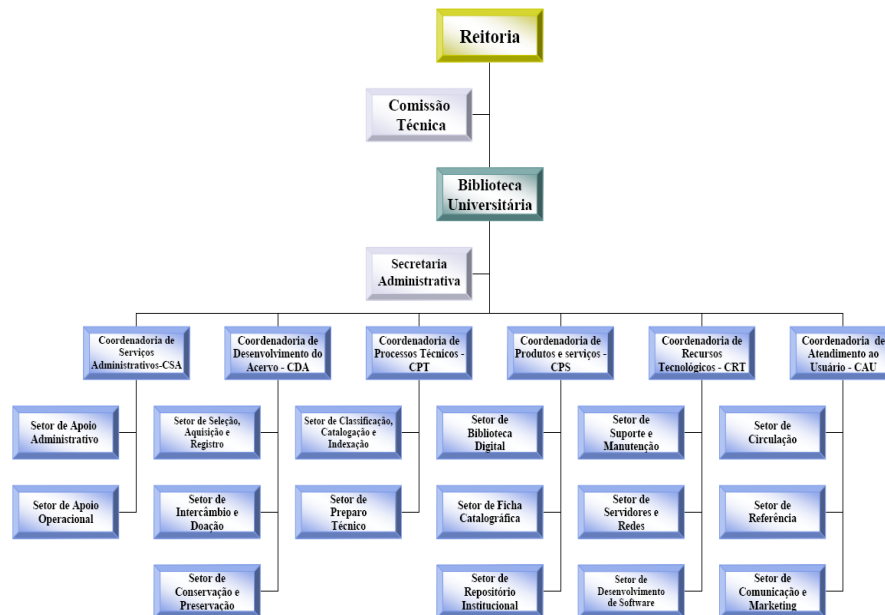 Reitoria
Comissão
Técnica
Biblioteca
Universitária
Secretaria
Administrativa
Coordenadoria de
Serviços
Administrativos-CSA
Coordenadoria de
Desenvolvimento do
Acervo - CDA
Coordenadoria de
Processos Técnicos -
CPT
Coordenadoria de
Produtos e serviços -
CPS
Coordenadoria de
Recursos
Tecnológicos - CRT
Coordenadoria de
Atendimento ao
Usuário - CAU
Setor de Apoio
Administrativo
Setor de Seleção,
Aquisição e
Registro
Setor de Classificação,
Catalogação e
Indexação
Setor de
Biblioteca
Digital
Setor de
Suporte e
Manutenção
Setor de
Circulação
Setor de Apoio
Operacional
Setor de
Intercâmbio e
Doação
Setor de
Preparo
Técnico
Setor de Ficha
Catalográfica
Setor de
Servidores e
Redes
Setor de
Referência
Setor de
Conservação e
Preservação
Setor de
Repositório
Institucional
Setor de
Desenvolvimento
de Software
Setor de
Comunicação e
Marketing